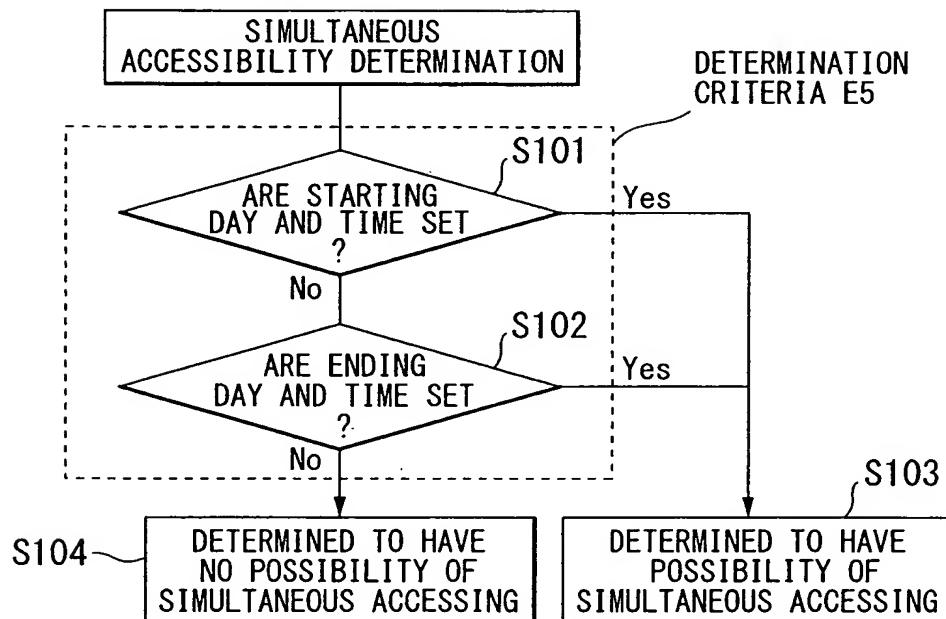 SIMULTANEOUS
ACCESSIBILITY DETERMINATION
DETERMINATION
CRITERIA E5
S101
ARE STARTING
DAY AND TIME SET
?
Yes
No
S102
ARE ENDING
DAY AND TIME SET
?
Yes
No
S103
S104
DETERMINED TO HAVE
NO POSSIBILITY OF
SIMULTANEOUS ACCESSING
DETERMINED TO HAVE
POSSIBILITY OF
SIMULTANEOUS ACCESSING